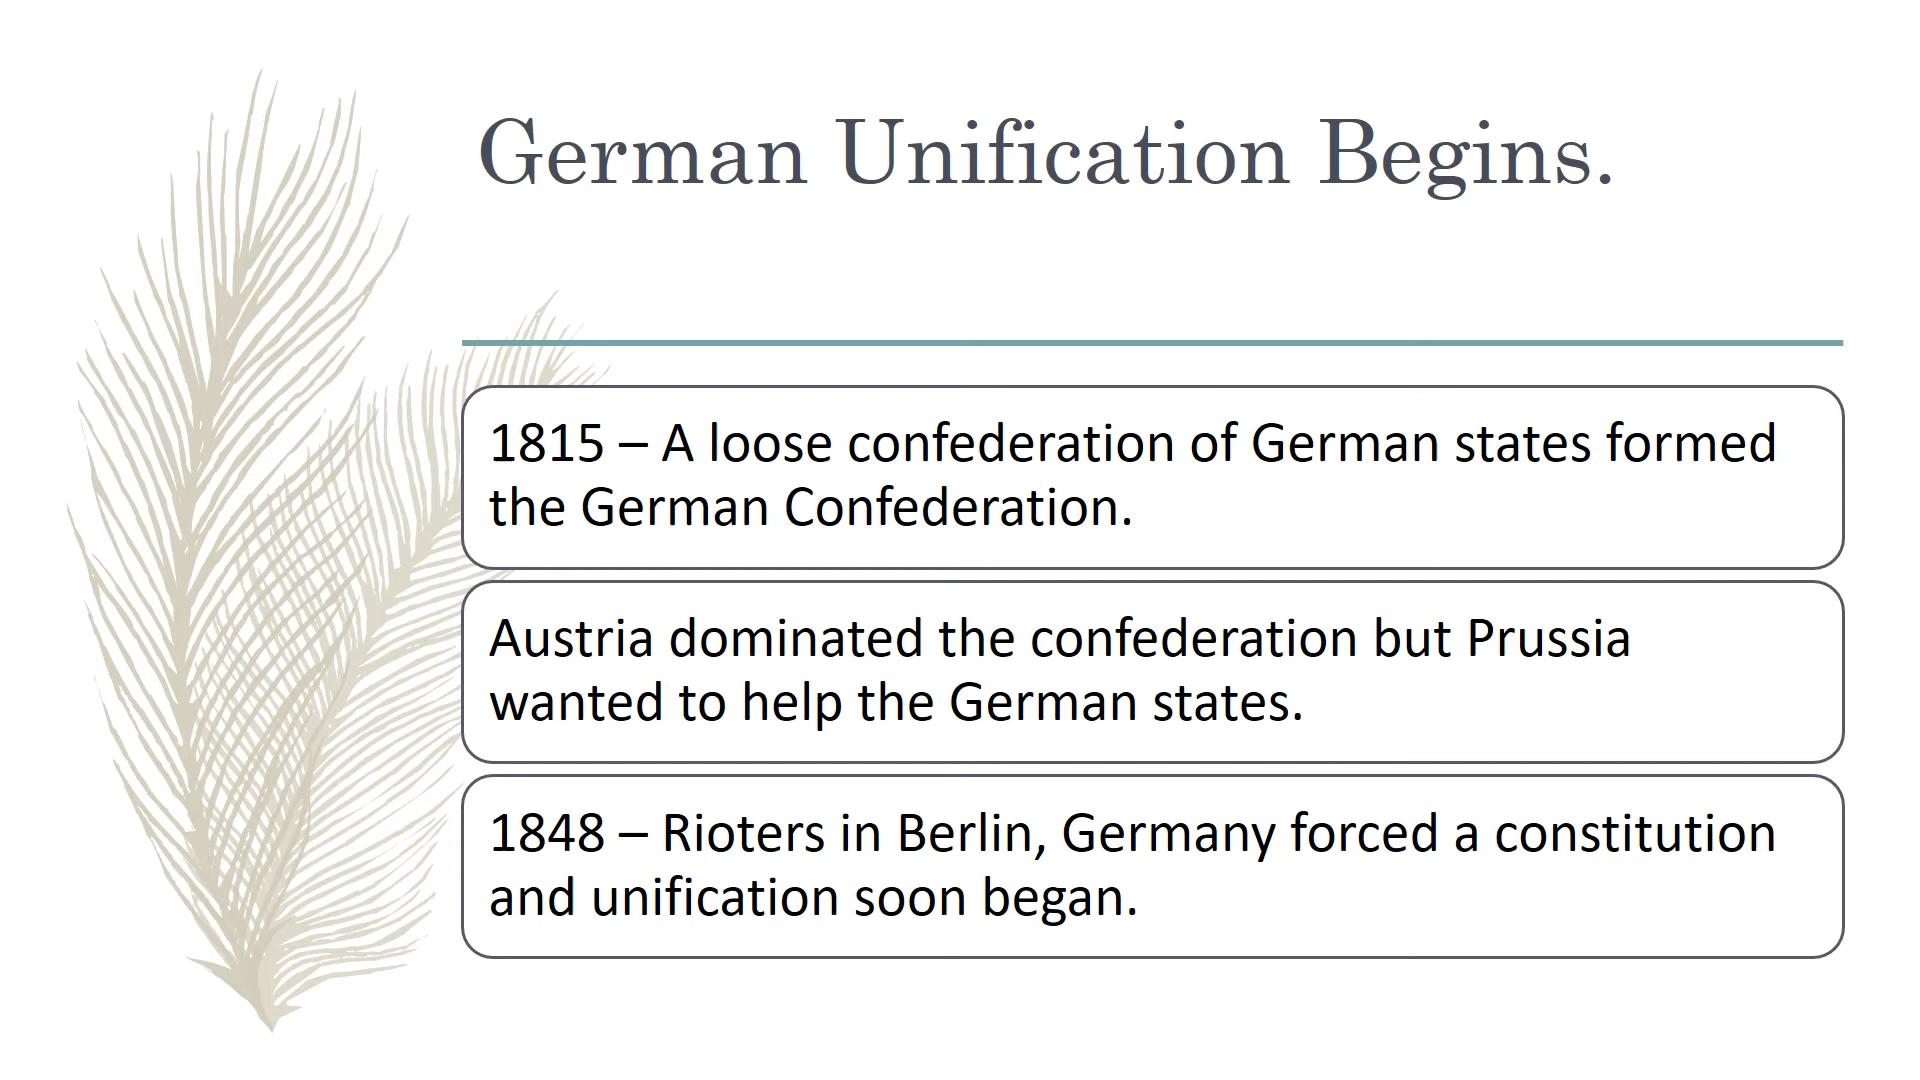 German Unification Begins.
1815 – A loose confederation of German states formed
the German Confederation.
Austria dominated the confederation but Prussia
wanted to help the German states.
1848 – Rioters in Berlin, Germany forced a constitution
and unification soon began.